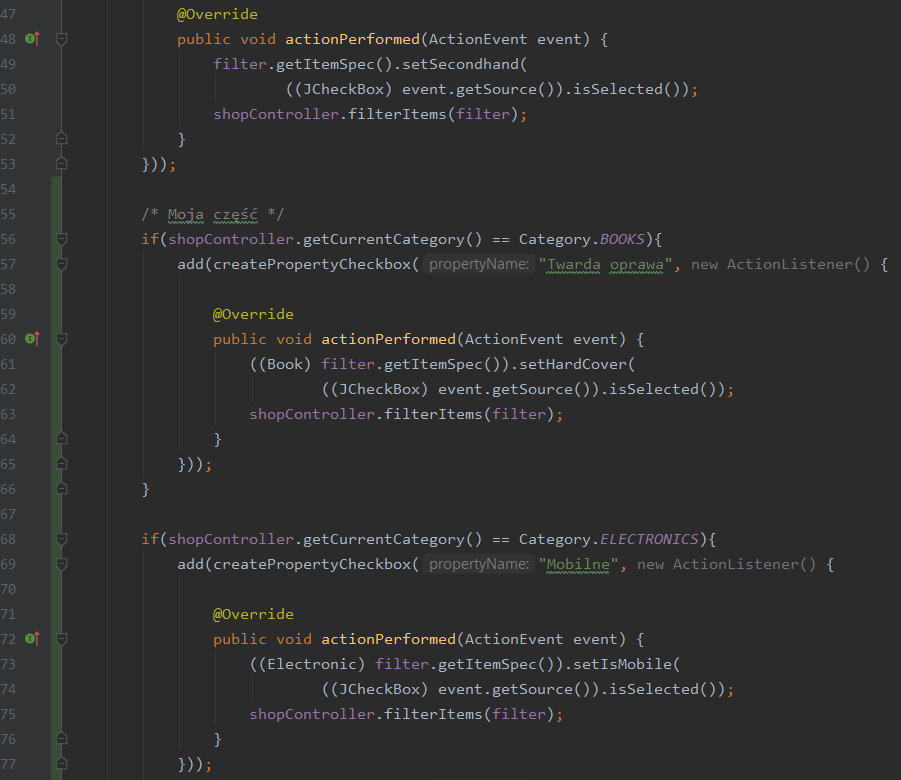 47 @Override
48 public void actionPerformed(ActionEvent event) {
49 filter.getItemSpec().setSecondhand(
50 ((JCheckBox) event.getSource()).isSelected());
51 shopController.filterItems(filter);
52 }
53 }));
54
55 /* Moja część */
56 if(shopController.getCurrentCategory() == Category.BOOKS){
57 add(createPropertyCheckbox( propertyName: "Twarda oprawa", new ActionListener() {
58
59 @Override
60 public void actionPerformed(ActionEvent event) {
61 ((Book) filter.getItemSpec()).setHardCover(
62 ((JCheckBox) event.getSource()).isSelected());
63 shopController.filterItems(filter);
64 }
65 }));
66 }
67
68 if(shopController.getCurrentCategory() == Category.ELECTRONICS){
69 add(createPropertyCheckbox( propertyName: "Mobilne", new ActionListener() {
70
71 @Override
72 public void actionPerformed(ActionEvent event) {
73 ((Electronic) filter.getItemSpec()).setIsMobile(
74 ((JCheckBox) event.getSource()).isSelected());
75 shopController.filterItems(filter);
76 }
77 }));